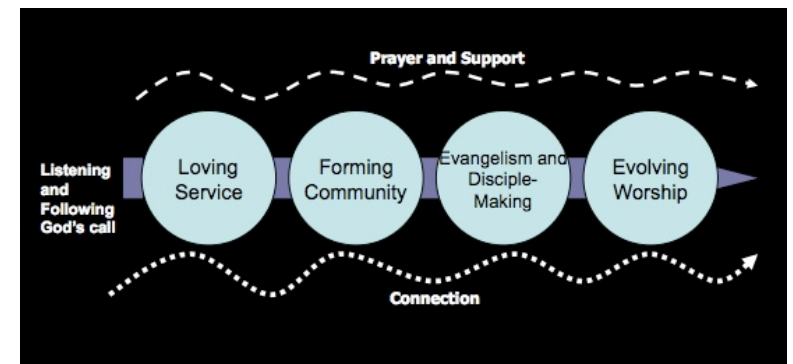 Prayer and Support
Listening
and
Following
God's call
Loving
Service
Forming
Community
Evangelism and
Disciple-
Making
Evolving
Worship
Connection